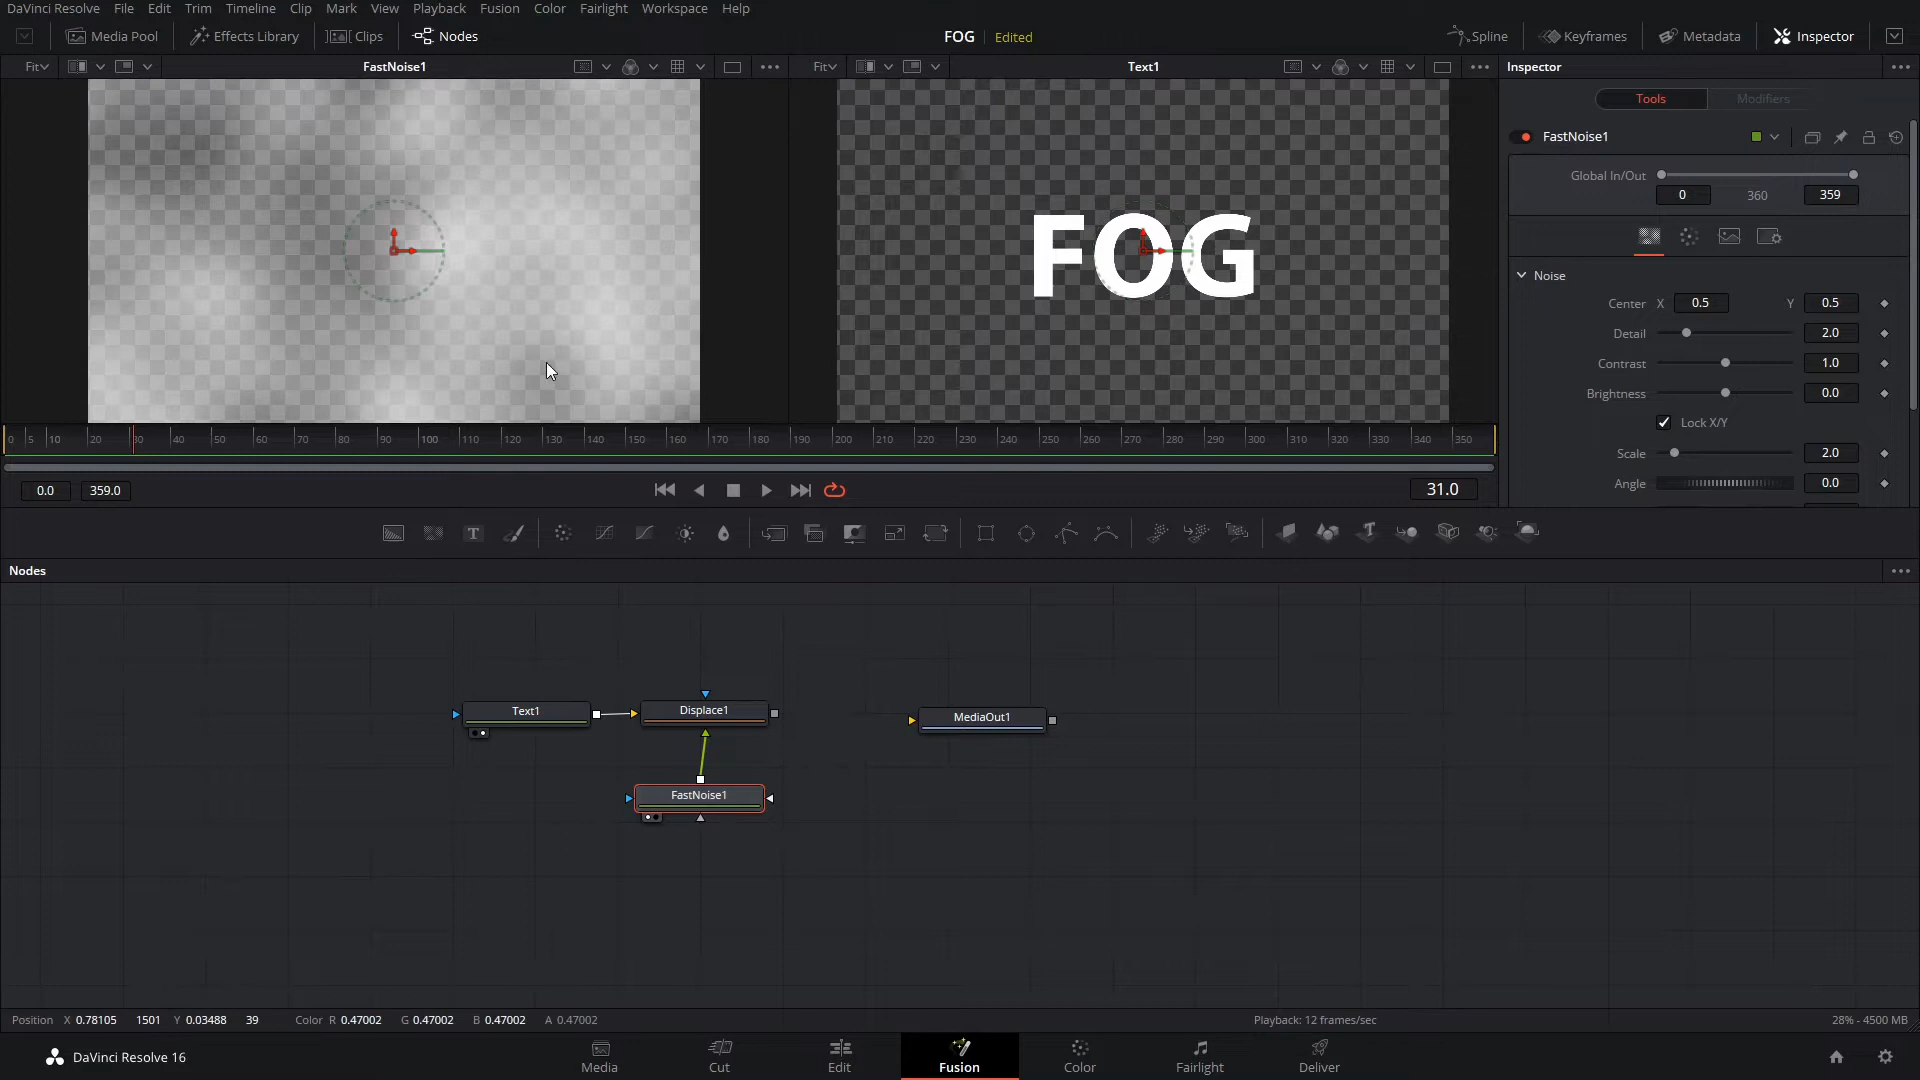 DaVinci Resolve File Edit Trim Timeline Clip Mark View Playback Fusion Color Fairlight Workspace Help
Media Pool Effects Library Clips Nodes FOG Edited Spline Keyframes Metadata Inspector
Fit FastNoise1 Fit Text1 Inspector
Tools Modifiers
FastNoise1
Global In/Out
0 360 359
Noise
Center X 0.5 Y 0.5
Detail 2.0
Contrast 1.0
Brightness 0.0
Lock X/Y
Scale 2.0
Angle 0.0
FOG
0 5 10 20 30 40 50 60 70 80 90 100 110 120 130 140 150 160 170 180 190 200 210 220 230 240 250 260 270 280 290 300 310 320 330 340 350
0.0 359.0 31.0
T T
Nodes
Text1 Displace1 MediaOut1
FastNoise1
Position X 0.78105 1501 Y 0.03488 39 Color R 0.47002 G 0.47002 B 0.47002 A 0.47002 Playback: 12 frames/sec 28% - 4500 MB
DaVinci Resolve 16 Media Cut Edit Fusion Color Fairlight Deliver